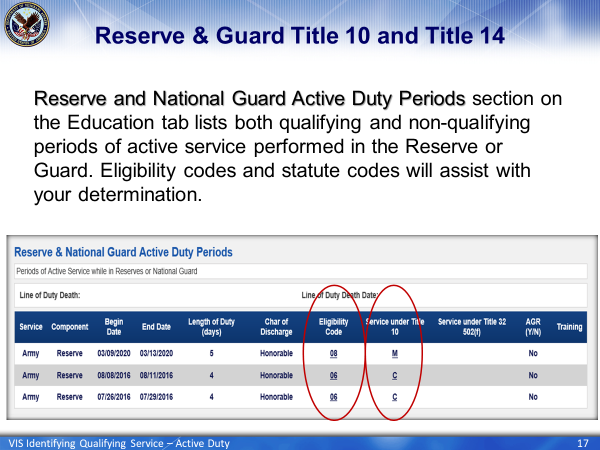 Reserve & Guard Title 10 and Title 14
Reserve and National Guard Active Duty Periods section on
the Education tab lists both qualifying and non-qualifying
periods of active service performed in the Reserve or
Guard. Eligibility codes and statute codes will assist with
your determination.
Reserve & National Guard Active Duty Periods
Periods of Active Service while in Reserves or National Guard
Line of Duty Death: Line of Duty Death Date:
Service Component Begin Date End Date Length of Duty (days) Char of Discharge Eligibility Code Service under Title 10 Service under Title 32 502(f) AGR (Y/N) Training
Army Reserve 03/09/2020 03/13/2020 5 Honorable 08 M No
Army Reserve 08/08/2016 08/11/2016 4 Honorable 06 C No
Army Reserve 07/26/2016 07/29/2016 4 Honorable 06 C No
VIS Identifying Qualifying Service – Active Duty 17